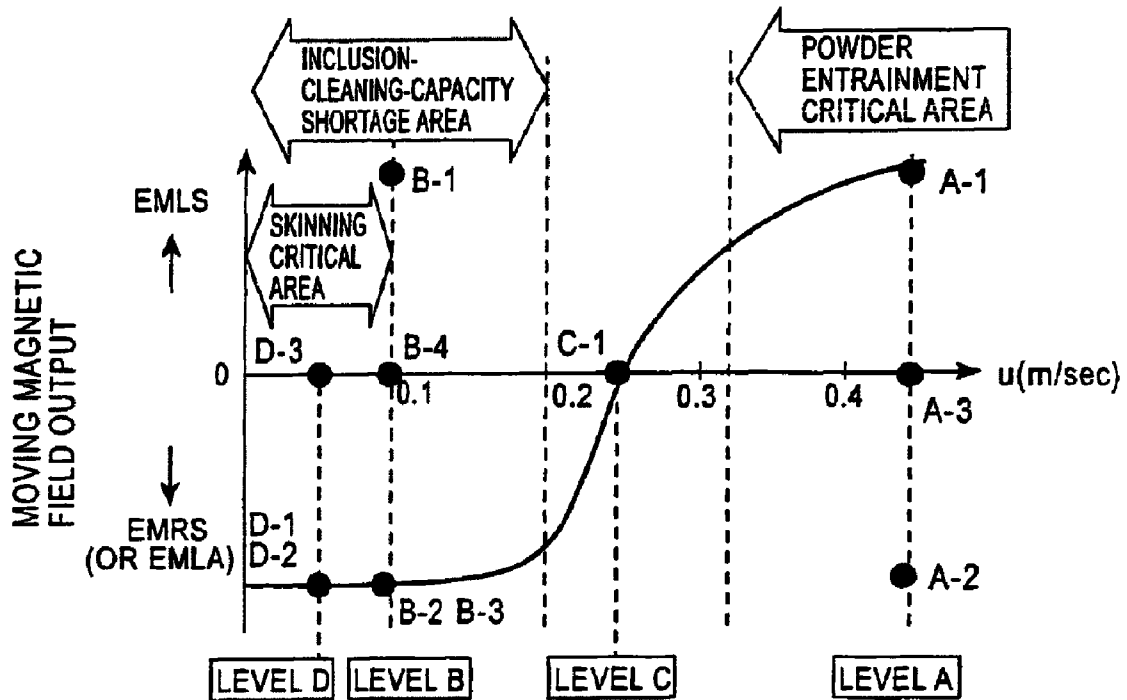 INCLUSION-
CLEANING-CAPACITY
SHORTAGE AREA
POWDER
ENTRAINMENT
CRITICAL AREA
EMLS
B-1
A-1
SKINNING
CRITICAL
AREA
MOVING MAGNETIC
FIELD OUTPUT
0
D-3
B-4
C-1
0.1
0.2
0.3
0.4
u(m/sec)
A-3
EMRS
(OR EMLA)
D-1
D-2
B-2 B-3
A-2
LEVEL D
LEVEL B
LEVEL C
LEVEL A